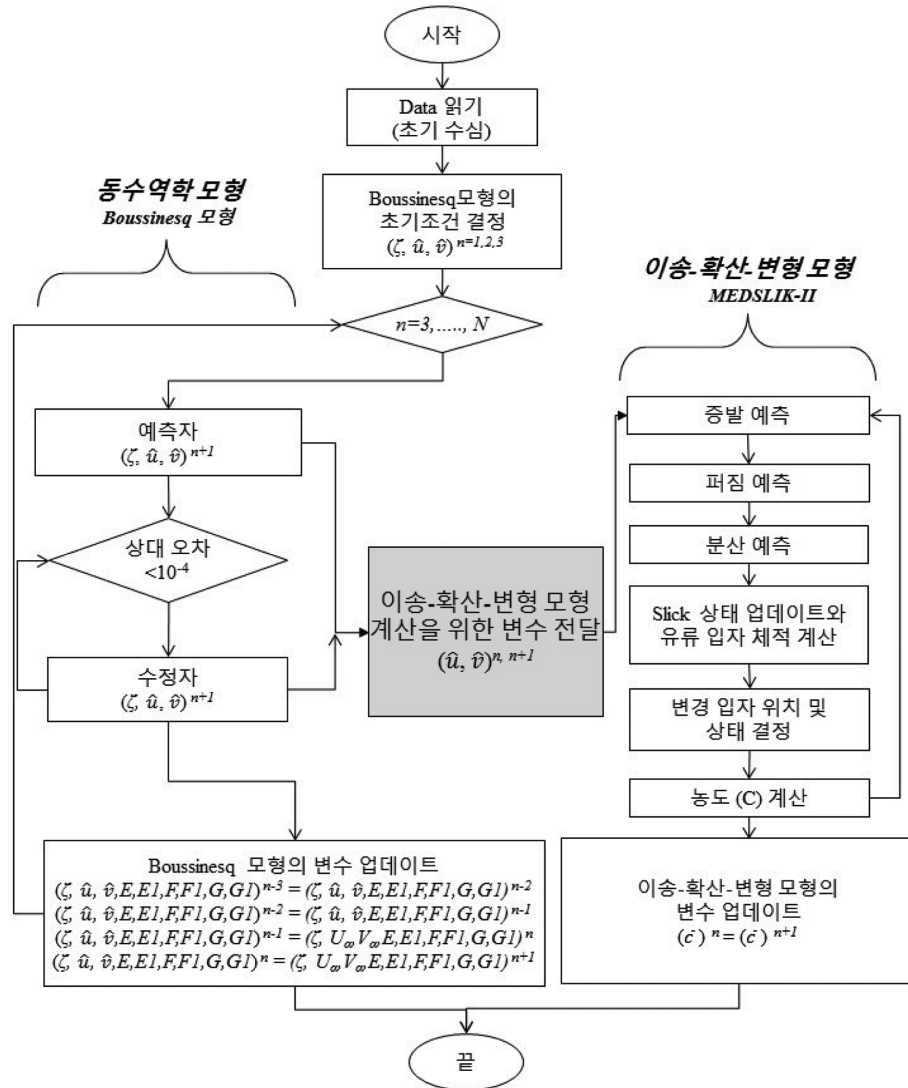 시작
Data 읽기
(초기 수심)
동수역학 모형
Boussinesq 모형
Boussinesq모형의
초기조건 결정
(ζ, û, v̂) n=1,2,3
이송-확산-변형 모형
MEDSLIK-II
n=3,....., N
예측자
(ζ, û, v̂) n+1
상대 오차
<10-4
수정자
(ζ, û, v̂) n+1
이송-확산-변형 모형
계산을 위한 변수 전달
(û, v̂)n, n+1
증발 예측
퍼짐 예측
분산 예측
Slick 상태 업데이트와
유류 입자 체적 계산
변경 입자 위치 및
상태 결정
농도 (C) 계산
Boussinesq 모형의 변수 업데이트
(ζ, û, v̂,E,E1,F,F1,G,G1) n-3 = (ζ, û, v̂,E,E1,F,F1,G,G1) n-2
(ζ, û, v̂,E,E1,F,F1,G,G1) n-2 = (ζ, û, v̂,E,E1,F,F1,G,G1) n-1
(ζ, û, v̂,E,E1,F,F1,G,G1) n-1 = (ζ, U∞V∞E,E1,F,F1,G,G1) n
(ζ, û, v̂,E,E1,F,F1,G,G1) n = (ζ, U∞V∞E,E1,F,F1,G,G1) n+1
이송-확산-변형 모형의
변수 업데이트
(ċ ) n = (ċ ) n+1
끝